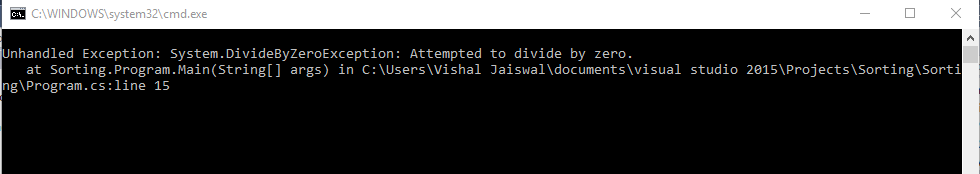 C:\WINDOWS\system32\cmd.exe
Unhandled Exception: System.DivideByZeroException: Attempted to divide by zero.
   at Sorting.Program.Main(String[] args) in C:\Users\Vishal Jaiswal\documents\visual studio 2015\Projects\Sorting\Sorti
ng\Program.cs:line 15